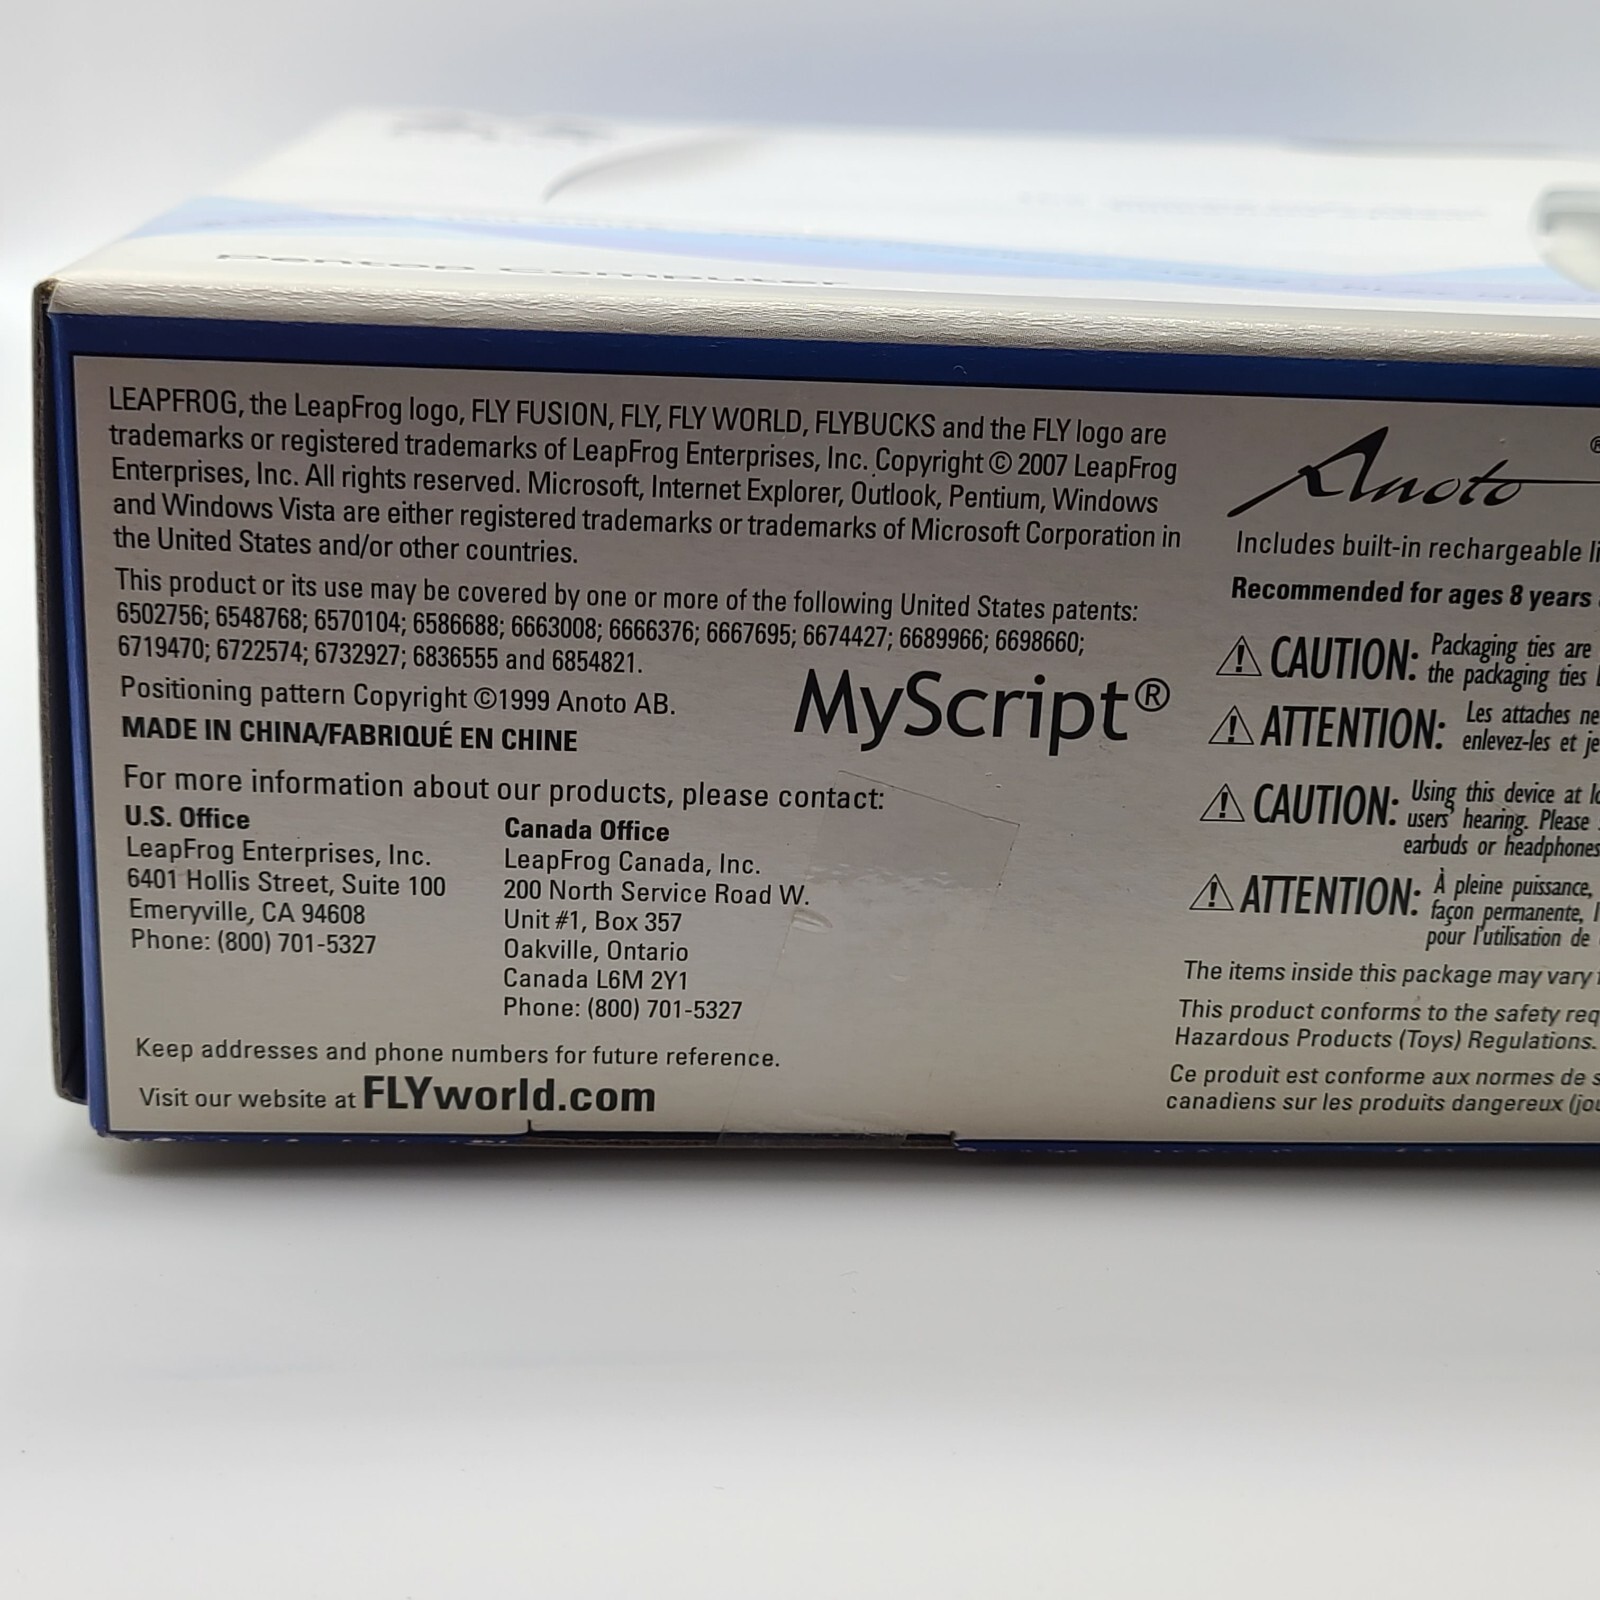 pentop computer
LEAPFROG, the LeapFrog logo, FLY FUSION, FLY, FLY WORLD, FLYBUCKS and the FLY logo are
trademarks or registered trademarks of LeapFrog Enterprises, Inc. Copyright © 2007 LeapFrog
Enterprises, Inc. All rights reserved. Microsoft, Internet Explorer, Outlook, Pentium, Windows
and Windows Vista are either registered trademarks or trademarks of Microsoft Corporation in
the United States and/or other countries.
This product or its use may be covered by one or more of the following United States patents:
6502756; 6548768; 6570104; 6586688; 6663008; 6666376; 6667695; 6674427; 6689966; 6698660;
6719470; 6722574; 6732927; 6836555 and 6854821.
Positioning pattern Copyright ©1999 Anoto AB.
MADE IN CHINA/FABRIQUÉ EN CHINE
MyScript®
For more information about our products, please contact:
U.S. Office
LeapFrog Enterprises, Inc.
6401 Hollis Street, Suite 100
Emeryville, CA 94608
Phone: (800) 701-5327
Canada Office
LeapFrog Canada, Inc.
200 North Service Road W.
Unit #1, Box 357
Oakville, Ontario
Canada L6M 2Y1
Phone: (800) 701-5327
Keep addresses and phone numbers for future reference.
Visit our website at FLYworld.com
Anoto ®
Includes built-in rechargeable li
Recommended for ages 8 years
⚠ CAUTION: Packaging ties are
the packaging ties
⚠ ATTENTION: Les attaches ne
enlevez-les et je
⚠ CAUTION: Using this device at lo
users' hearing. Please
earbuds or headphones
⚠ ATTENTION: À pleine puissance,
façon permanente, l
pour l'utilisation de
The items inside this package may vary
This product conforms to the safety req
Hazardous Products (Toys) Regulations.
Ce produit est conforme aux normes de s
canadiens sur les produits dangereux (jou